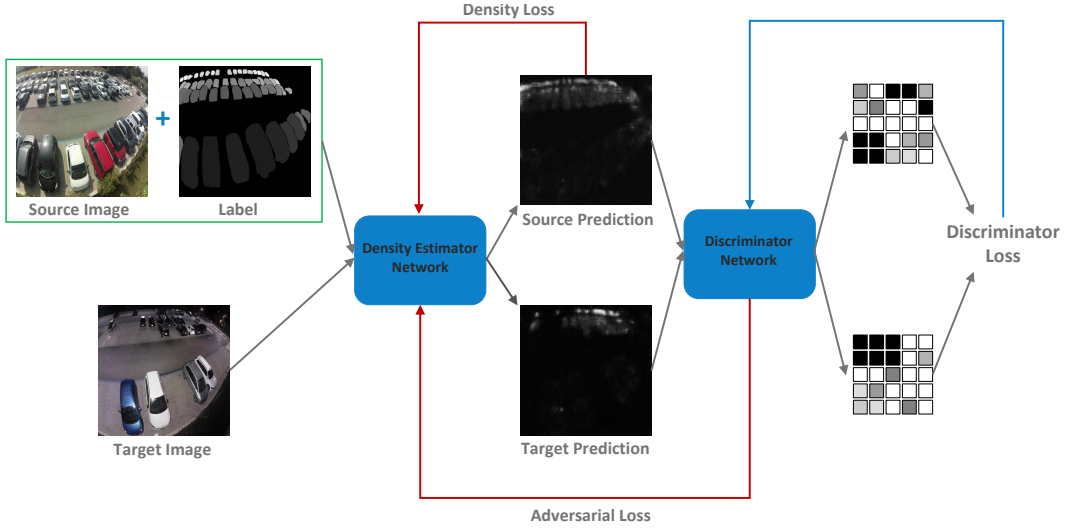 Density Loss
+
Source Image
Label
Source Prediction
Density Estimator
Network
Discriminator
Network
Discriminator
Loss
Target Image
Target Prediction
Adversarial Loss